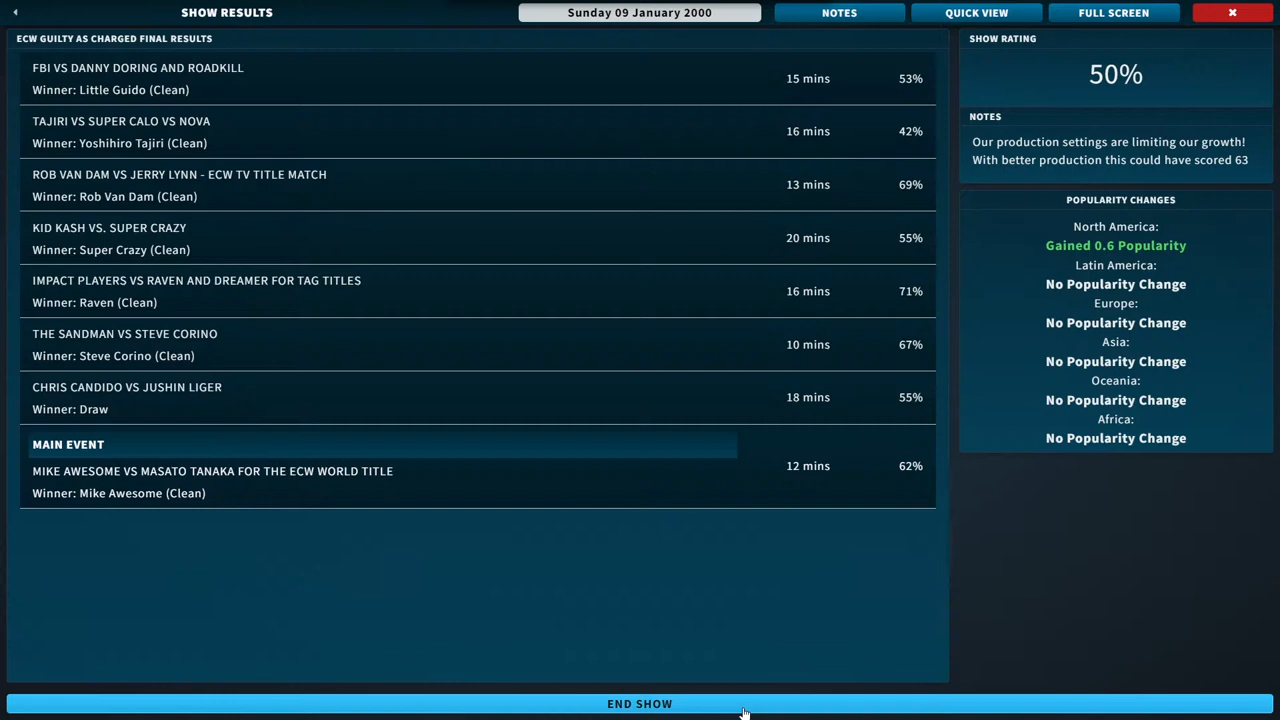 SHOW RESULTS
Sunday 09 January 2000
NOTES
QUICK VIEW
FULL SCREEN
ECW GUILTY AS CHARGED FINAL RESULTS
FBI VS DANNY DORING AND ROADKILL
Winner: Little Guido (Clean)
15 mins
53%
TAJIRI VS SUPER CALO VS NOVA
Winner: Yoshihiro Tajiri (Clean)
16 mins
42%
ROB VAN DAM VS JERRY LYNN - ECW TV TITLE MATCH
Winner: Rob Van Dam (Clean)
13 mins
69%
KID KASH VS. SUPER CRAZY
Winner: Super Crazy (Clean)
20 mins
55%
IMPACT PLAYERS VS RAVEN AND DREAMER FOR TAG TITLES
Winner: Raven (Clean)
16 mins
71%
THE SANDMAN VS STEVE CORINO
Winner: Steve Corino (Clean)
10 mins
67%
CHRIS CANDIDO VS JUSHIN LIGER
Winner: Draw
18 mins
55%
MAIN EVENT
MIKE AWESOME VS MASATO TANAKA FOR THE ECW WORLD TITLE
Winner: Mike Awesome (Clean)
12 mins
62%
SHOW RATING
50%
NOTES
Our production settings are limiting our growth!
With better production this could have scored 63
POPULARITY CHANGES
North America:
Gained 0.6 Popularity
Latin America:
No Popularity Change
Europe:
No Popularity Change
Asia:
No Popularity Change
Oceania:
No Popularity Change
Africa:
No Popularity Change
END SHOW